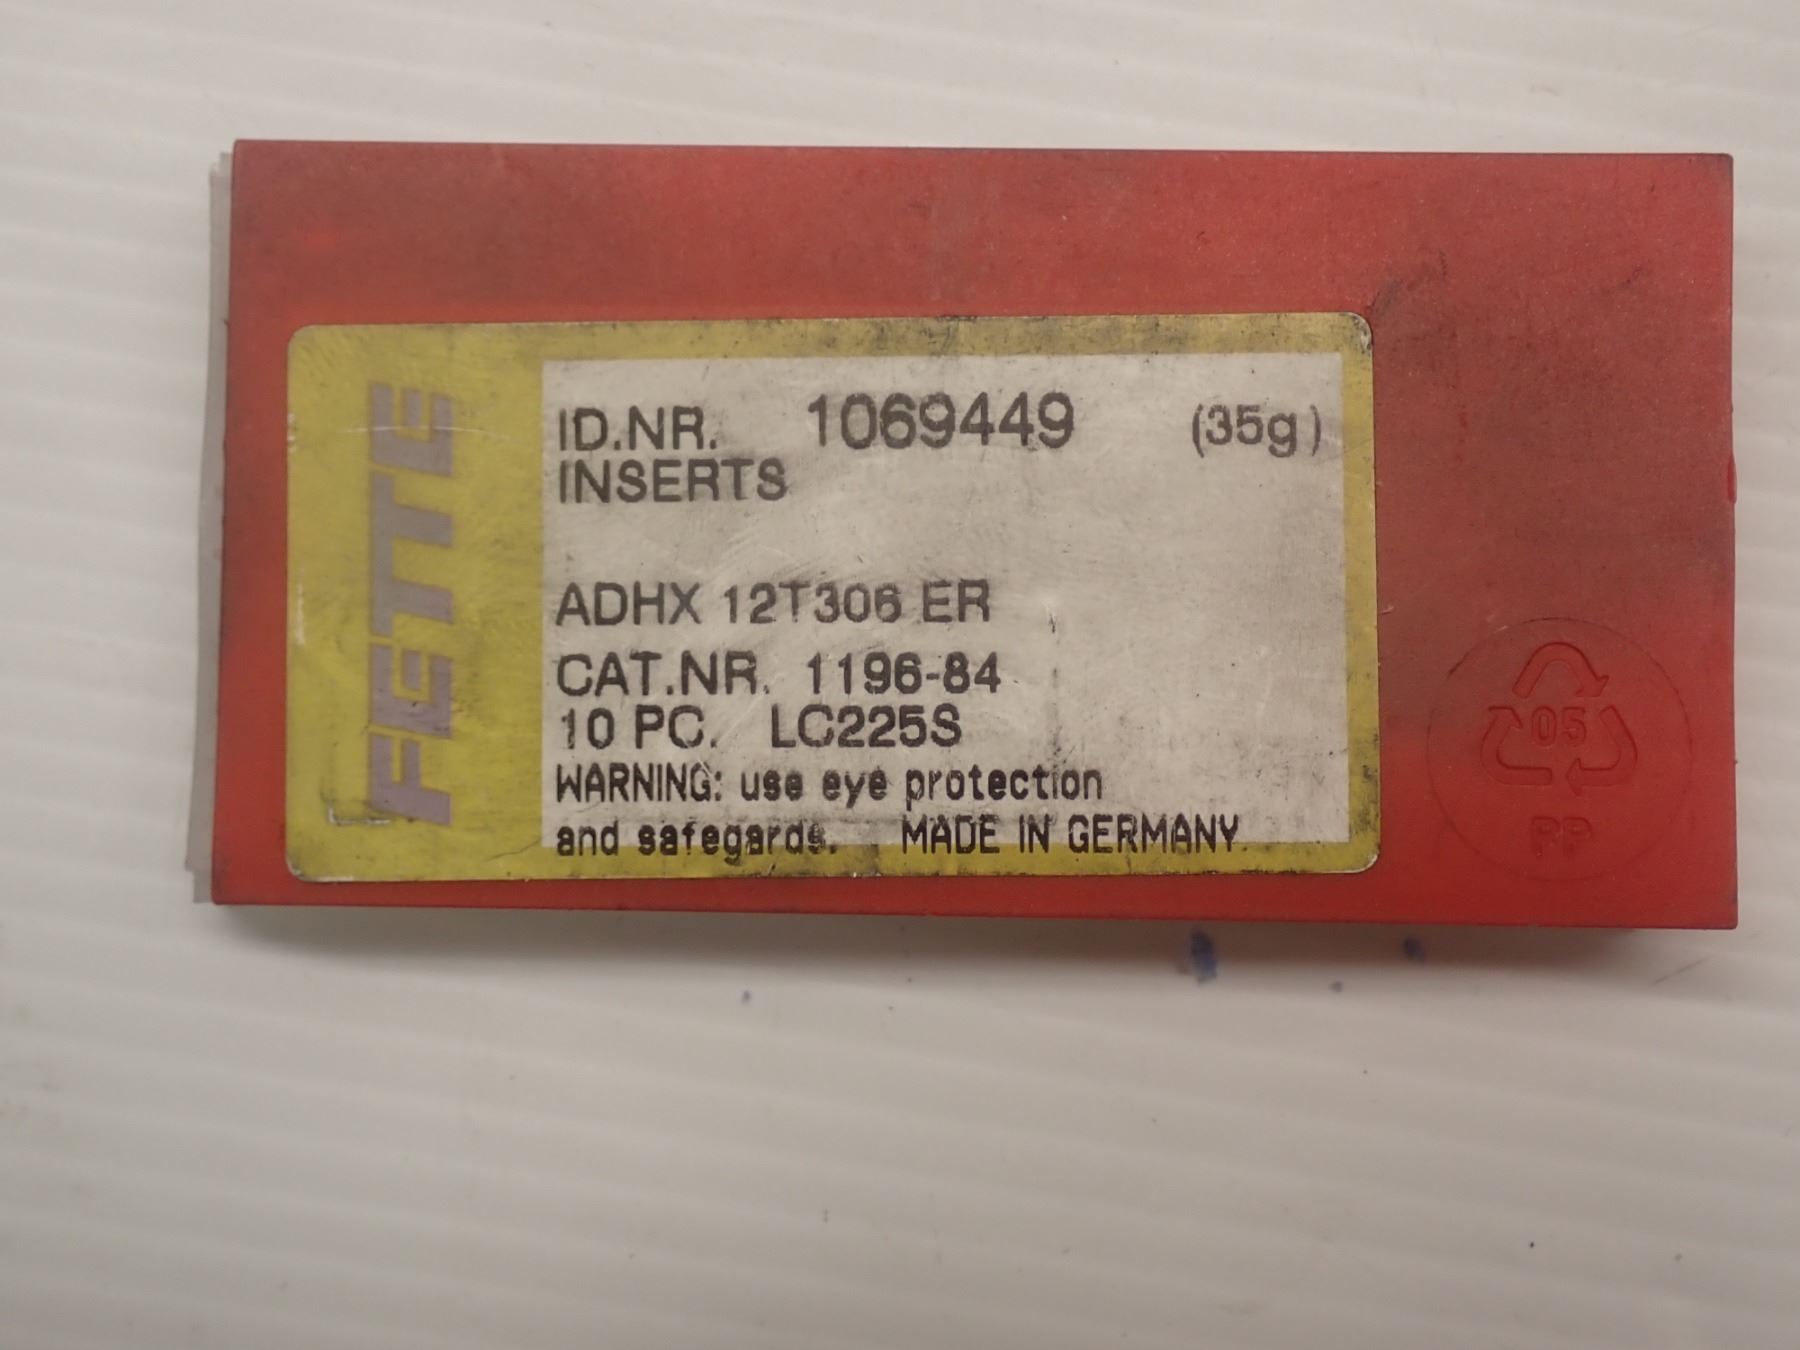 FETTE
ID.NR. 1069449 (35g)
INSERTS
ADHX 12T306 ER
CAT.NR. 1196-84
10 PC. LC225S
WARNING: use eye protection
and safegards. MADE IN GERMANY
05
PP